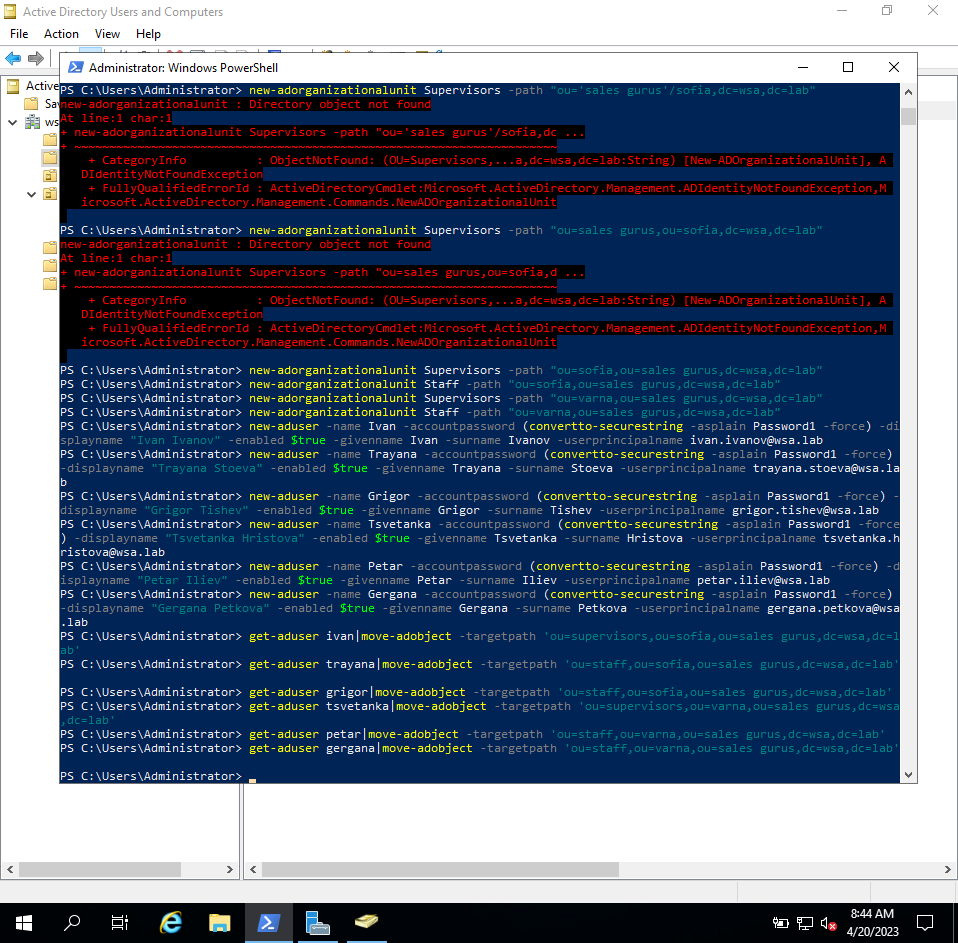 Active Directory Users and Computers
File Action View Help
Administrator: Windows PowerShell
Active
Sav
ws
PS C:\Users\Administrator> new-adorganizationalunit Supervisors -path "ou='sales gurus'/sofia,dc=wsa,dc=lab"
new-adorganizationalunit : Directory object not found
At line:1 char:1
+ new-adorganizationalunit Supervisors -path "ou='sales gurus'/sofia,dc ...
+ ~~~~~~~~~~~~~~~~~~~~~~~~~~~~~~~~~~~~~~~~~~~~~~~~~~~~~~~~~~~~~~~~~~~~~
+ CategoryInfo : ObjectNotFound: (OU=Supervisors,...a,dc=wsa,dc=lab:String) [New-ADOrganizationalUnit], A
DIdentityNotFoundException
+ FullyQualifiedErrorId : ActiveDirectoryCmdlet:Microsoft.ActiveDirectory.Management.ADIdentityNotFoundException,M
icrosoft.ActiveDirectory.Management.Commands.NewADOrganizationalUnit
PS C:\Users\Administrator> new-adorganizationalunit Supervisors -path "ou=sales gurus,ou=sofia,dc=wsa,dc=lab"
new-adorganizationalunit : Directory object not found
At line:1 char:1
+ new-adorganizationalunit Supervisors -path "ou=sales gurus,ou=sofia,d ...
+ ~~~~~~~~~~~~~~~~~~~~~~~~~~~~~~~~~~~~~~~~~~~~~~~~~~~~~~~~~~~~~~~~~~~~~
+ CategoryInfo : ObjectNotFound: (OU=Supervisors,...a,dc=wsa,dc=lab:String) [New-ADOrganizationalUnit], A
DIdentityNotFoundException
+ FullyQualifiedErrorId : ActiveDirectoryCmdlet:Microsoft.ActiveDirectory.Management.ADIdentityNotFoundException,M
icrosoft.ActiveDirectory.Management.Commands.NewADOrganizationalUnit
PS C:\Users\Administrator> new-adorganizationalunit Supervisors -path "ou=sofia,ou=sales gurus,dc=wsa,dc=lab"
PS C:\Users\Administrator> new-adorganizationalunit Staff -path "ou=sofia,ou=sales gurus,dc=wsa,dc=lab"
PS C:\Users\Administrator> new-adorganizationalunit Supervisors -path "ou=varna,ou=sales gurus,dc=wsa,dc=lab"
PS C:\Users\Administrator> new-adorganizationalunit Staff -path "ou=varna,ou=sales gurus,dc=wsa,dc=lab"
PS C:\Users\Administrator> new-aduser -name Ivan -accountpassword (convertto-securestring -asplain Password1 -force) -di
splayname "Ivan Ivanov" -enabled $true -givenname Ivan -surname Ivanov -userprincipalname ivan.ivanov@wsa.lab
PS C:\Users\Administrator> new-aduser -name Trayana -accountpassword (convertto-securestring -asplain Password1 -force)
-displayname "Trayana Stoeva" -enabled $true -givenname Trayana -surname Stoeva -userprincipalname trayana.stoeva@wsa.la
b
PS C:\Users\Administrator> new-aduser -name Grigor -accountpassword (convertto-securestring -asplain Password1 -force) -
displayname "Grigor Tishev" -enabled $true -givenname Grigor -surname Tishev -userprincipalname grigor.tishev@wsa.lab
PS C:\Users\Administrator> new-aduser -name Tsvetanka -accountpassword (convertto-securestring -asplain Password1 -force
) -displayname "Tsvetanka Hristova" -enabled $true -givenname Tsvetanka -surname Hristova -userprincipalname tsvetanka.h
ristova@wsa.lab
PS C:\Users\Administrator> new-aduser -name Petar -accountpassword (convertto-securestring -asplain Password1 -force) -d
isplayname "Petar Iliev" -enabled $true -givenname Petar -surname Iliev -userprincipalname petar.iliev@wsa.lab
PS C:\Users\Administrator> new-aduser -name Gergana -accountpassword (convertto-securestring -asplain Password1 -force)
-displayname "Gergana Petkova" -enabled $true -givenname Gergana -surname Petkova -userprincipalname gergana.petkova@wsa
.lab
PS C:\Users\Administrator> get-aduser ivan|move-adobject -targetpath 'ou=supervisors,ou=sofia,ou=sales gurus,dc=wsa,dc=l
ab'
PS C:\Users\Administrator> get-aduser trayana|move-adobject -targetpath 'ou=staff,ou=sofia,ou=sales gurus,dc=wsa,dc=lab'
PS C:\Users\Administrator> get-aduser grigor|move-adobject -targetpath 'ou=staff,ou=sofia,ou=sales gurus,dc=wsa,dc=lab'
PS C:\Users\Administrator> get-aduser tsvetanka|move-adobject -targetpath 'ou=supervisors,ou=varna,ou=sales gurus,dc=wsa
,dc=lab'
PS C:\Users\Administrator> get-aduser petar|move-adobject -targetpath 'ou=staff,ou=varna,ou=sales gurus,dc=wsa,dc=lab'
PS C:\Users\Administrator> get-aduser gergana|move-adobject -targetpath 'ou=staff,ou=varna,ou=sales gurus,dc=wsa,dc=lab'
PS C:\Users\Administrator>
8:44 AM
4/20/2023